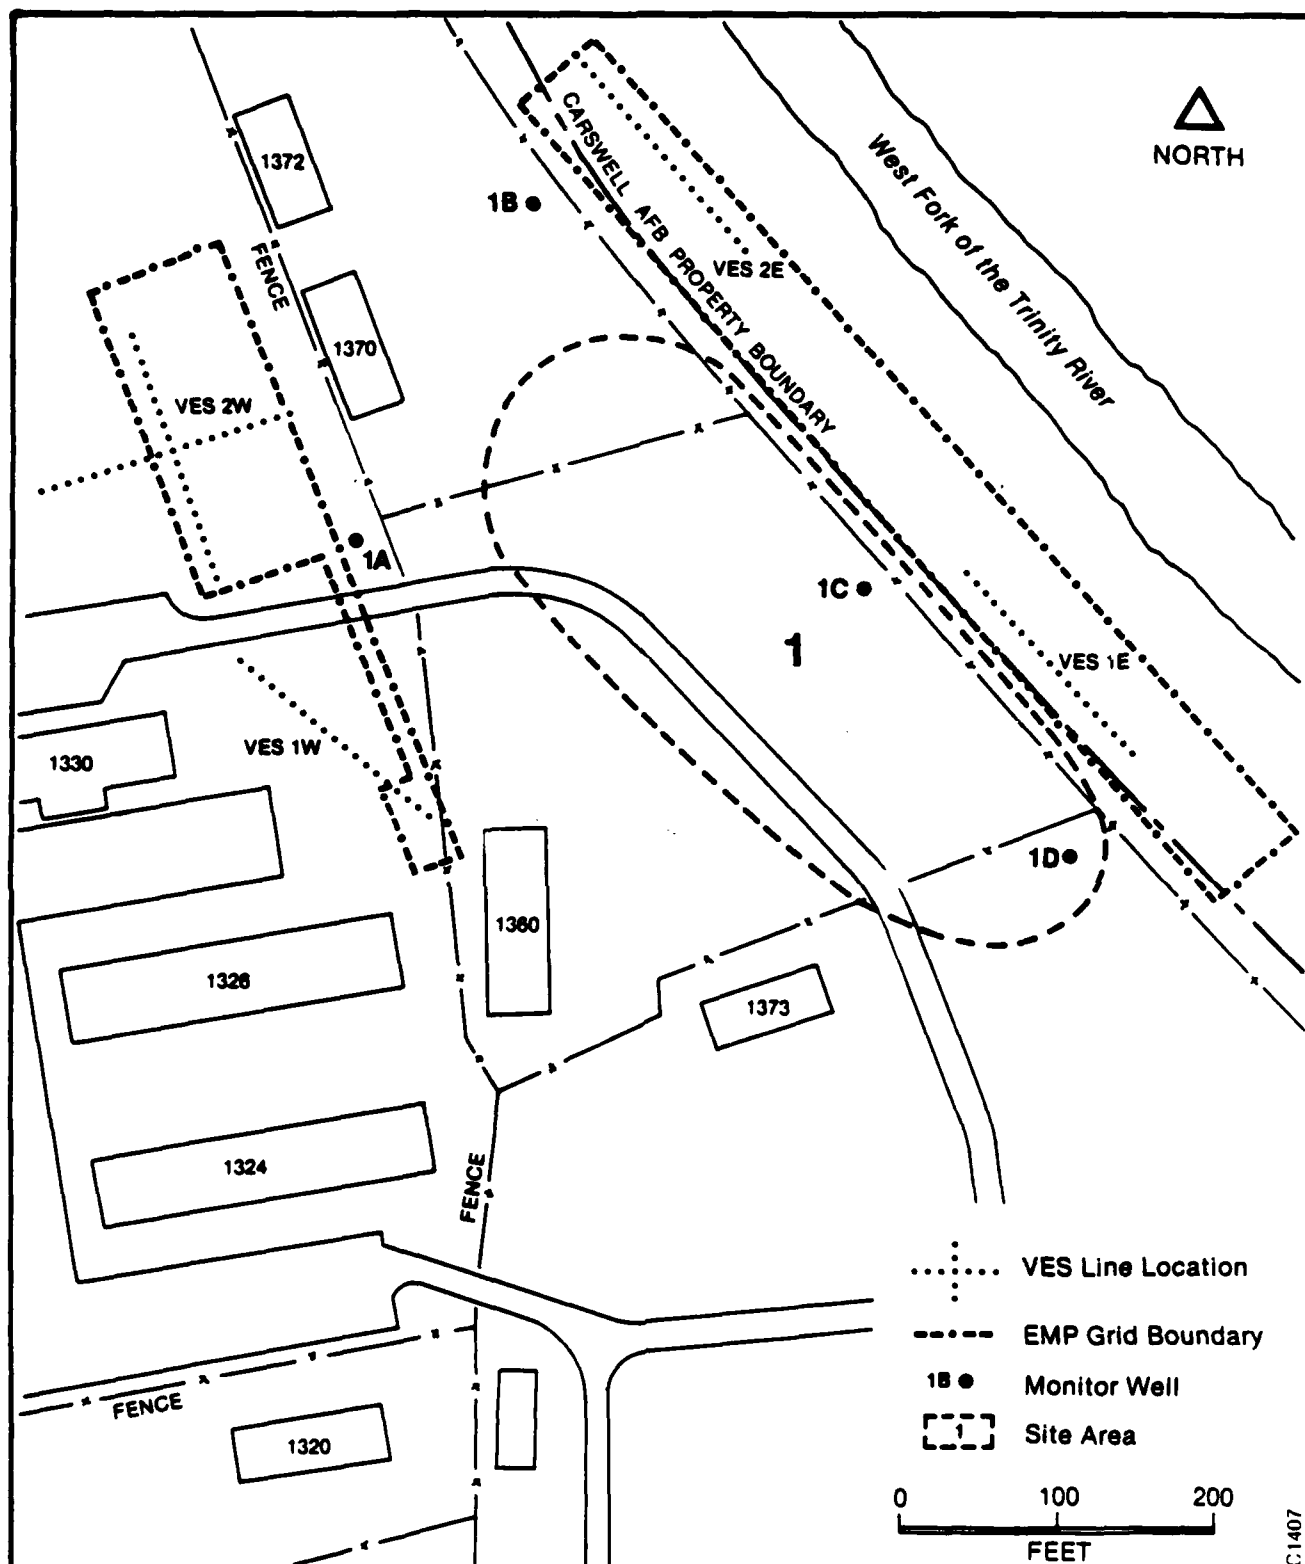 NORTH
West Fork of the Trinity River
CARSWELL AFB PROPERTY BOUNDARY
1372
1B
FENCE
VES 2E
1370
VES 2W
1A
1C
1
VES 1E
VES 1W
1330
1D
1360
1326
1373
1324
FENCE
VES Line Location
EMP Grid Boundary
1B Monitor Well
1 Site Area
FENCE
1320
0 100 200
FEET
C1407